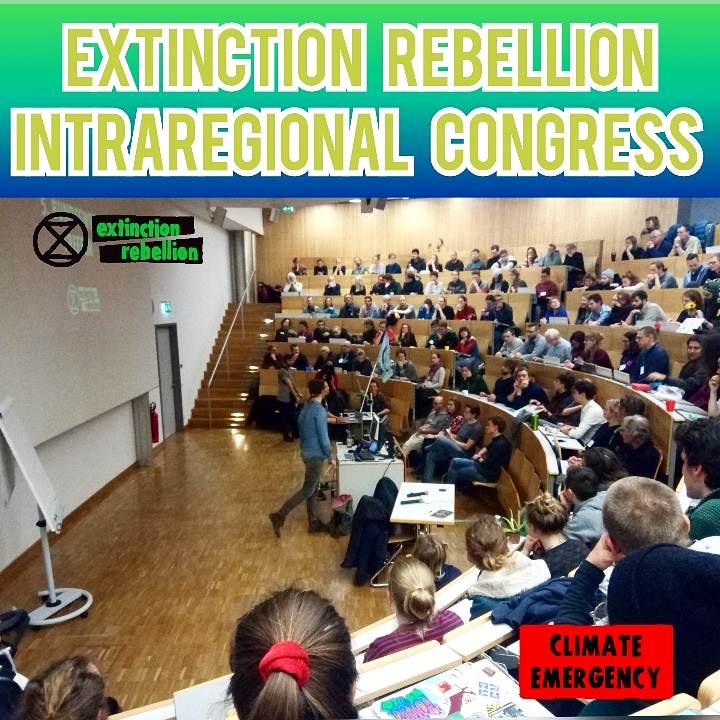 EXTINCTION REBELLION
INTRAREGIONAL CONGRESS
extinction
rebellion
CLIMATE
EMERGENCY